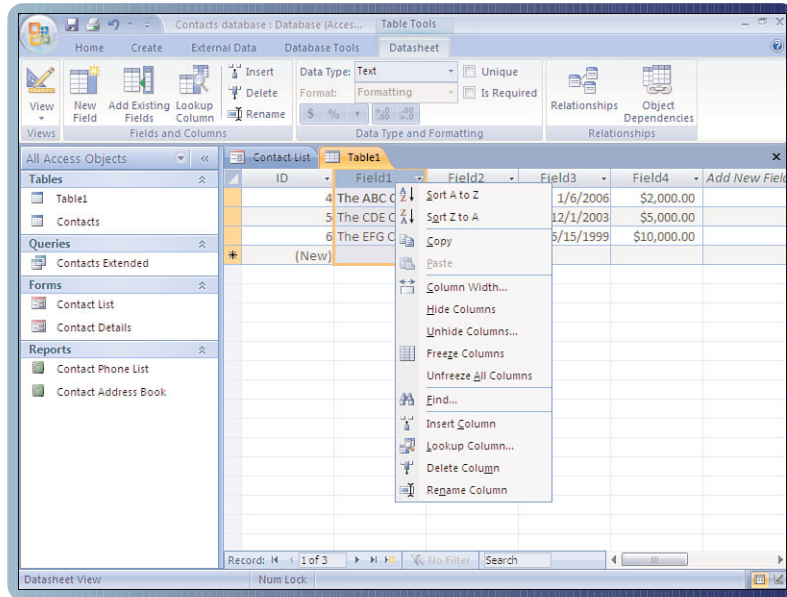 Contacts database : Database (Acces... Table Tools
Home Create External Data Database Tools Datasheet
View
Views
New Field
Add Existing Fields
Lookup Column
Insert
Delete
Rename
Fields and Columns
Data Type: Text
Format: Formatting
$ % ,
Unique
Is Required
Data Type and Formatting
Relationships
Object Dependencies
Relationships
All Access Objects
Tables
Table1
Contacts
Queries
Contacts Extended
Forms
Contact List
Contact Details
Reports
Contact Phone List
Contact Address Book
Contact List Table1
ID Field1 Field2 Field3 Field4 Add New Field
4 The ABC C 1/6/2006 $2,000.00
5 The CDE C 12/1/2003 $5,000.00
6 The EFG C 5/15/1999 $10,000.00
(New)
Sort A to Z
Sort Z to A
Copy
Paste
Column Width...
Hide Columns
Unhide Columns...
Freeze Columns
Unfreeze All Columns
Find...
Insert Column
Lookup Column...
Delete Column
Rename Column
Record: 1 of 3 No Filter Search
Datasheet View Num Lock